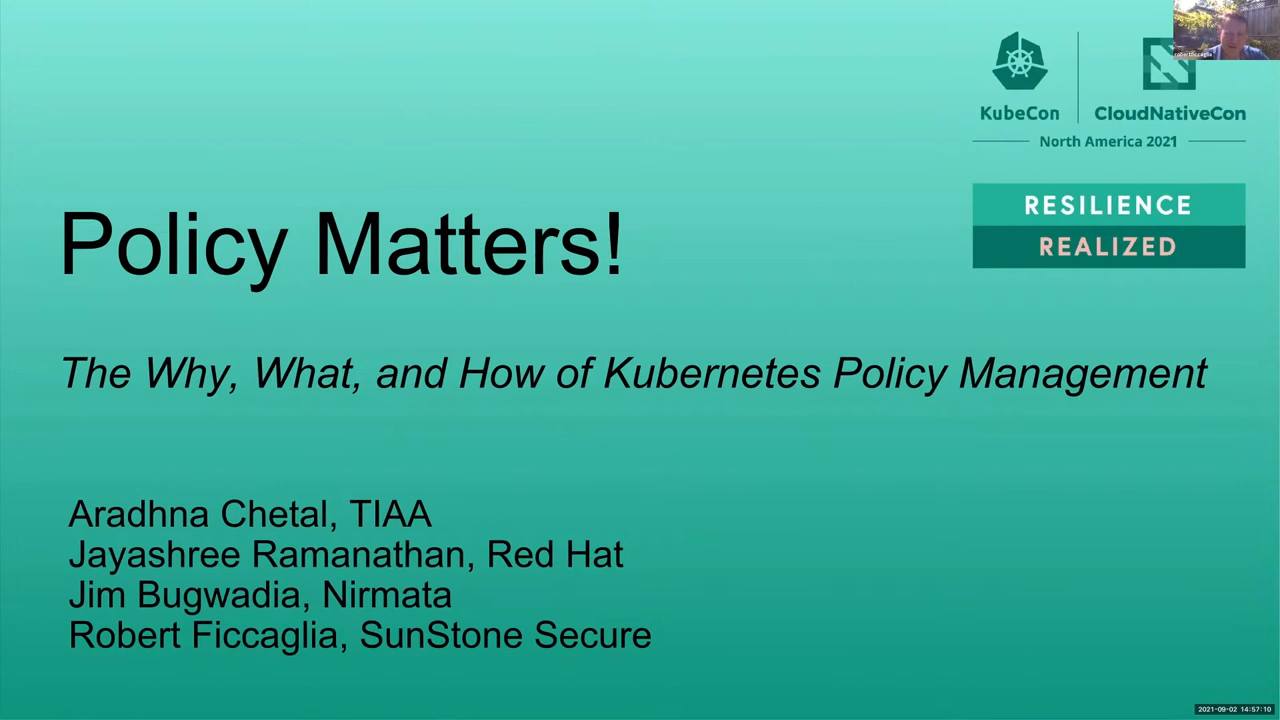 robertficcaglia
KubeCon
CloudNativeCon
North America 2021
RESILIENCE
REALIZED
Policy Matters!
The Why, What, and How of Kubernetes Policy Management
Aradhna Chetal, TIAA
Jayashree Ramanathan, Red Hat
Jim Bugwadia, Nirmata
Robert Ficcaglia, SunStone Secure
2021-09-02 14:57:10